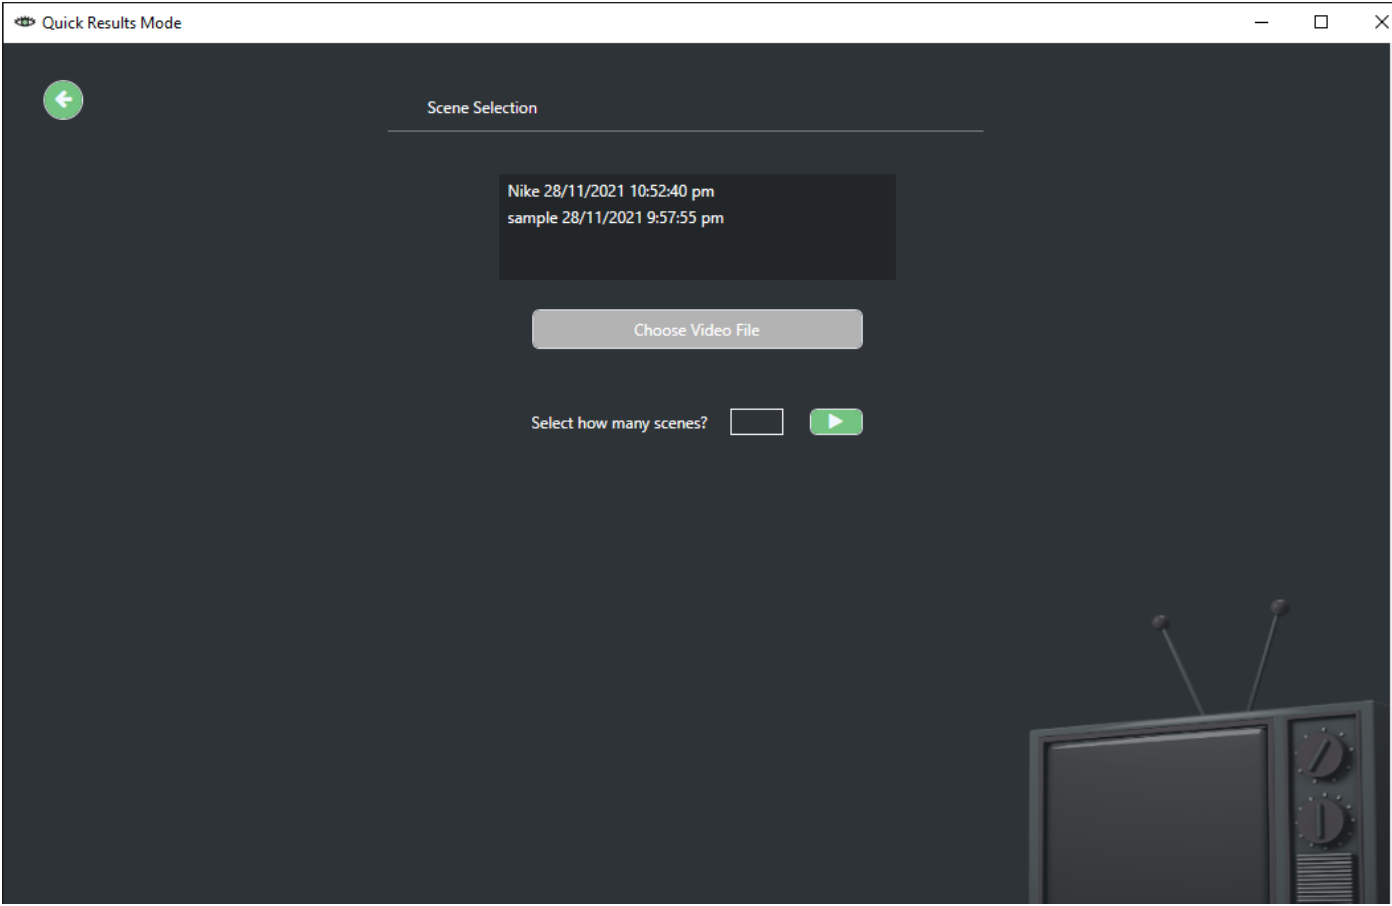 Quick Results Mode
Scene Selection
Nike 28/11/2021 10:52:40 pm
sample 28/11/2021 9:57:55 pm
Choose Video File
Select how many scenes?